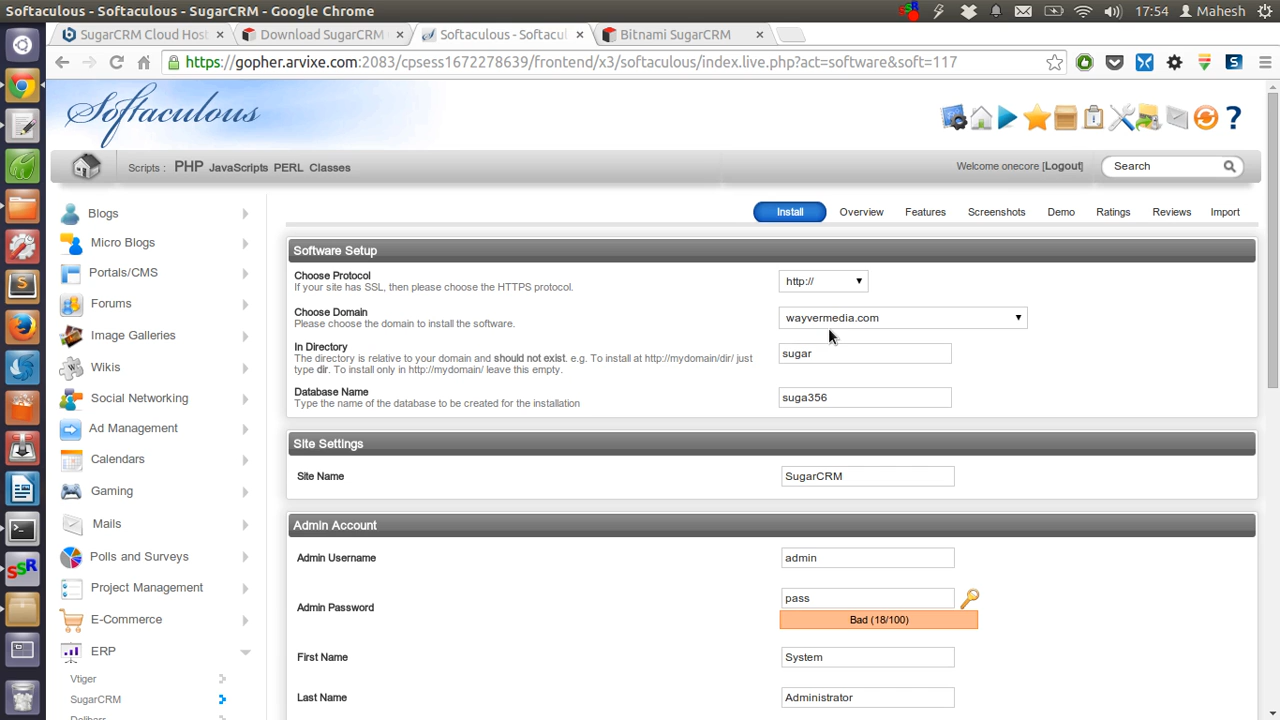 Softaculous - Softaculous - SugarCRM - Google Chrome
17:54
Mahesh
SugarCRM Cloud Host
Download SugarCRM
Softaculous - Softacul
Bitnami SugarCRM
https://gopher.arvixe.com:2083/cpsess1672278639/frontend/x3/softaculous/index.live.php?act=software&soft=117
Softaculous
Scripts : PHP JavaScripts PERL Classes
Welcome onecore [Logout]
Search
Install
Overview
Features
Screenshots
Demo
Ratings
Reviews
Import
Blogs
Micro Blogs
Portals/CMS
Forums
Image Galleries
Wikis
Social Networking
Ad Management
Calendars
Gaming
Mails
Polls and Surveys
Project Management
E-Commerce
ERP
Vtiger
SugarCRM
Software Setup
Choose Protocol
If your site has SSL, then please choose the HTTPS protocol.
http://
Choose Domain
Please choose the domain to install the software.
wayvermedia.com
In Directory
The directory is relative to your domain and should not exist. e.g. To install at http://mydomain/dir/ just
type dir. To install only in http://mydomain/ leave this empty.
sugar
Database Name
Type the name of the database to be created for the installation
suga356
Site Settings
Site Name
SugarCRM
Admin Account
Admin Username
admin
Admin Password
pass
Bad (18/100)
First Name
System
Last Name
Administrator